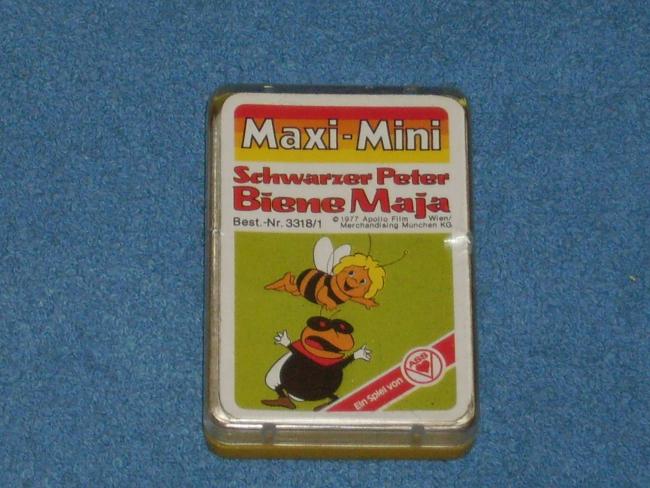 Maxi-Mini
Schwarzer Peter
Biene Maja
Best.-Nr. 3318/1 © 1977 Apollo Film Wien/
Merchandising München KG
Ein Spiel von ASS